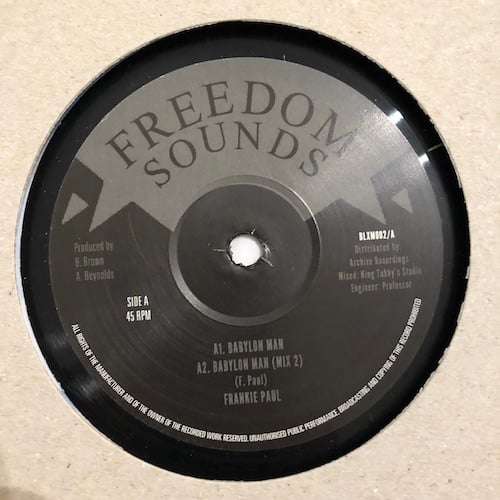 FREEDOM
SOUNDS
Produced by
B. Brown
A. Reynolds
BLXM002/A
Distributed by:
Archive Recordings
Mixed: King Tubby's Studio
Engineer: Professor
SIDE A
45 RPM
A1. BABYLON MAN
A2. BABYLON MAN (MIX 2)
(F. Paul)
FRANKIE PAUL
ALL RIGHTS OF THE MANUFACTURER AND OF THE OWNER OF THE RECORDED WORK RESERVED. UNAUTHORISED PUBLIC PERFORMANCE, BROADCASTING AND COPYING OF THIS RECORD PROHIBITED